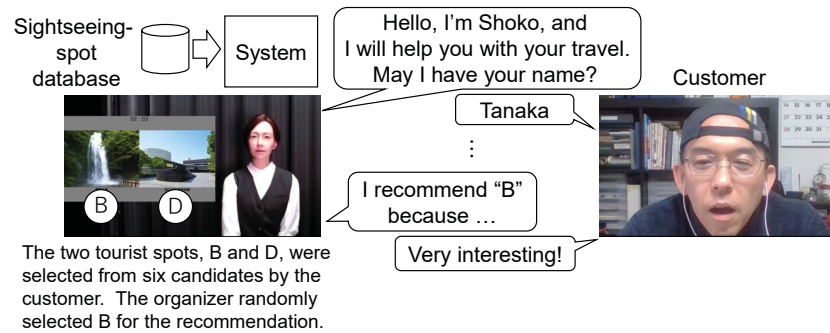 Sightseeing-
spot
database
System
Hello, I'm Shoko, and
I will help you with your travel.
May I have your name?
Customer
Tanaka
⋮
I recommend “B”
because …
Very interesting!
02 : 03
B
D
The two tourist spots, B and D, were
selected from six candidates by the
customer.  The organizer randomly
selected B for the recommendation.